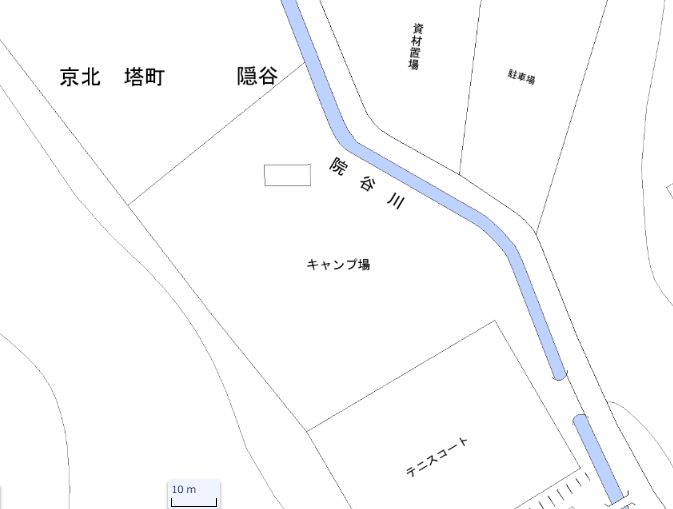 京北　塔町　隠谷
資材置場
駐車場
院谷川
キャンプ場
テニスコート
10 m